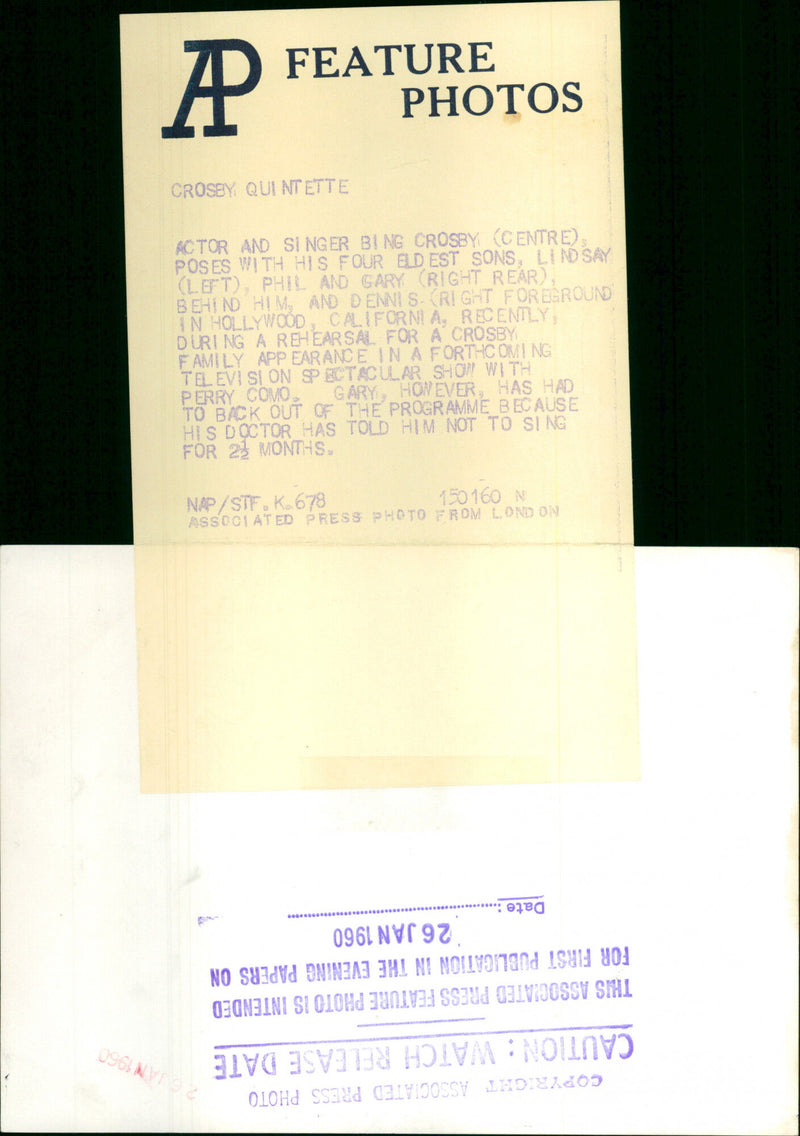 AP FEATURE
PHOTOS
CROSBY QUINTETTE
ACTOR AND SINGER BING CROSBY (CENTRE),
POSES WITH HIS FOUR ELDEST SONS, LINDSAY
(LEFT), PHIL AND GARY (RIGHT REAR),
BEHIND HIM, AND DENNIS (RIGHT FOREGROUND
IN HOLLYWOOD, CALIFORNIA, RECENTLY,
DURING A REHEARSAL FOR A CROSBY
FAMILY APPEARANCE IN A FORTHCOMING
TELEVISION SPECTACULAR SHOW WITH
PERRY COMO. GARY, HOWEVER, HAS HAD
TO BACK OUT OF THE PROGRAMME BECAUSE
HIS DOCTOR HAS TOLD HIM NOT TO SING
FOR 2½ MONTHS.
NAP/STF.K.678 150160 N
ASSOCIATED PRESS PHOTO FROM LONDON
COPYRIGHT ASSOCIATED PRESS PHOTO
CAUTION: WATCH RELEASE DATE
THIS ASSOCIATED PRESS FEATURE PHOTO IS INTENDED
FOR FIRST PUBLICATION IN THE EVENING PAPERS ON
26 JAN 1960
Date:
26 JAN 1960